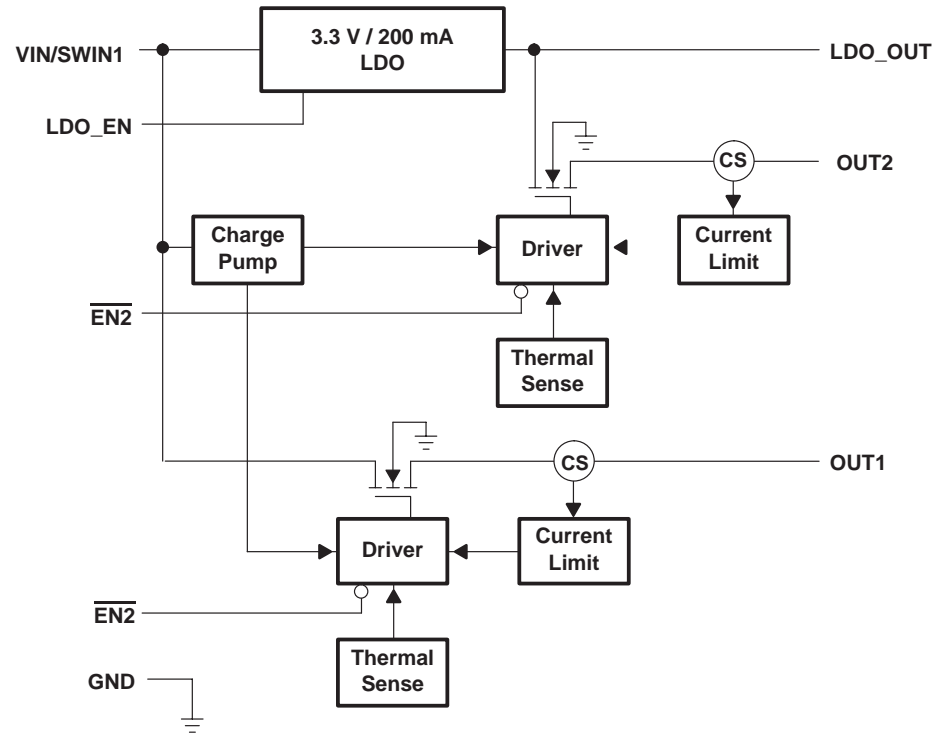 3.3 V / 200 mA
LDO
VIN/SWIN1
LDO_OUT
LDO_EN
CS
OUT2
Charge
Pump
Driver
Current
Limit
EN2
Thermal
Sense
CS
OUT1
Driver
Current
Limit
EN2
Thermal
Sense
GND